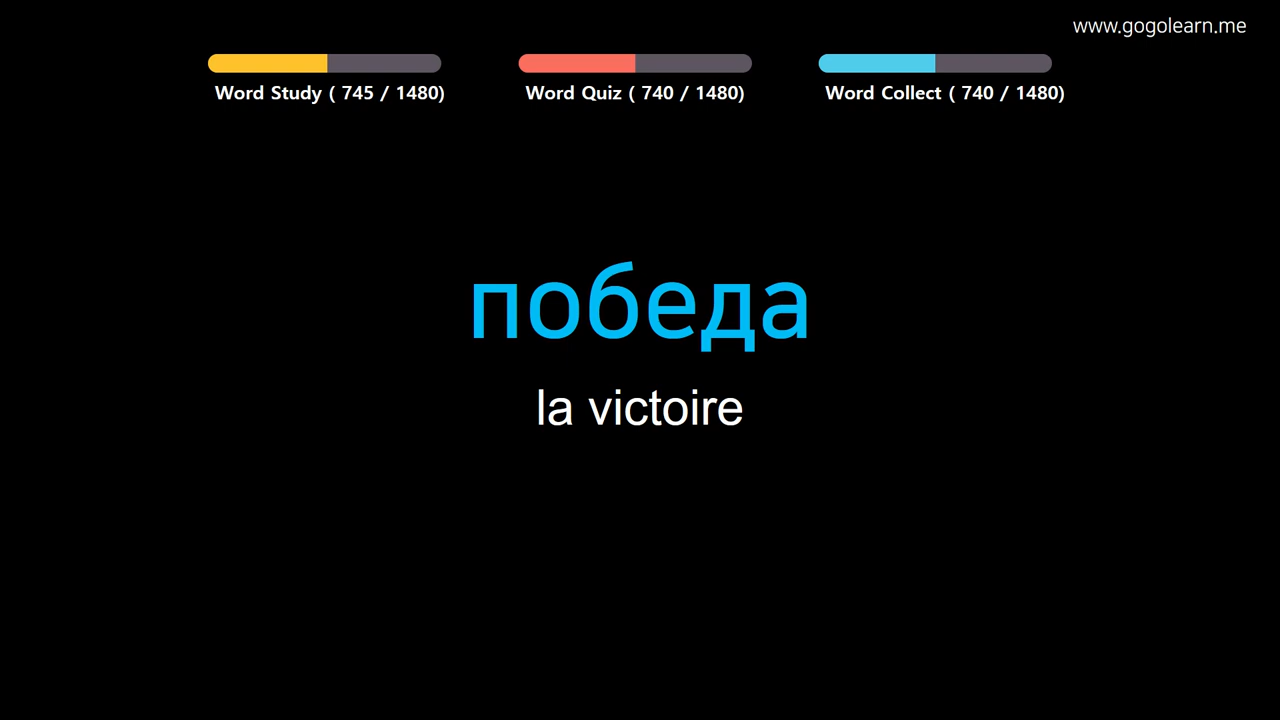 www.gogolearn.me
Word Study ( 745 / 1480)
Word Quiz ( 740 / 1480)
Word Collect ( 740 / 1480)
победа
la victoire